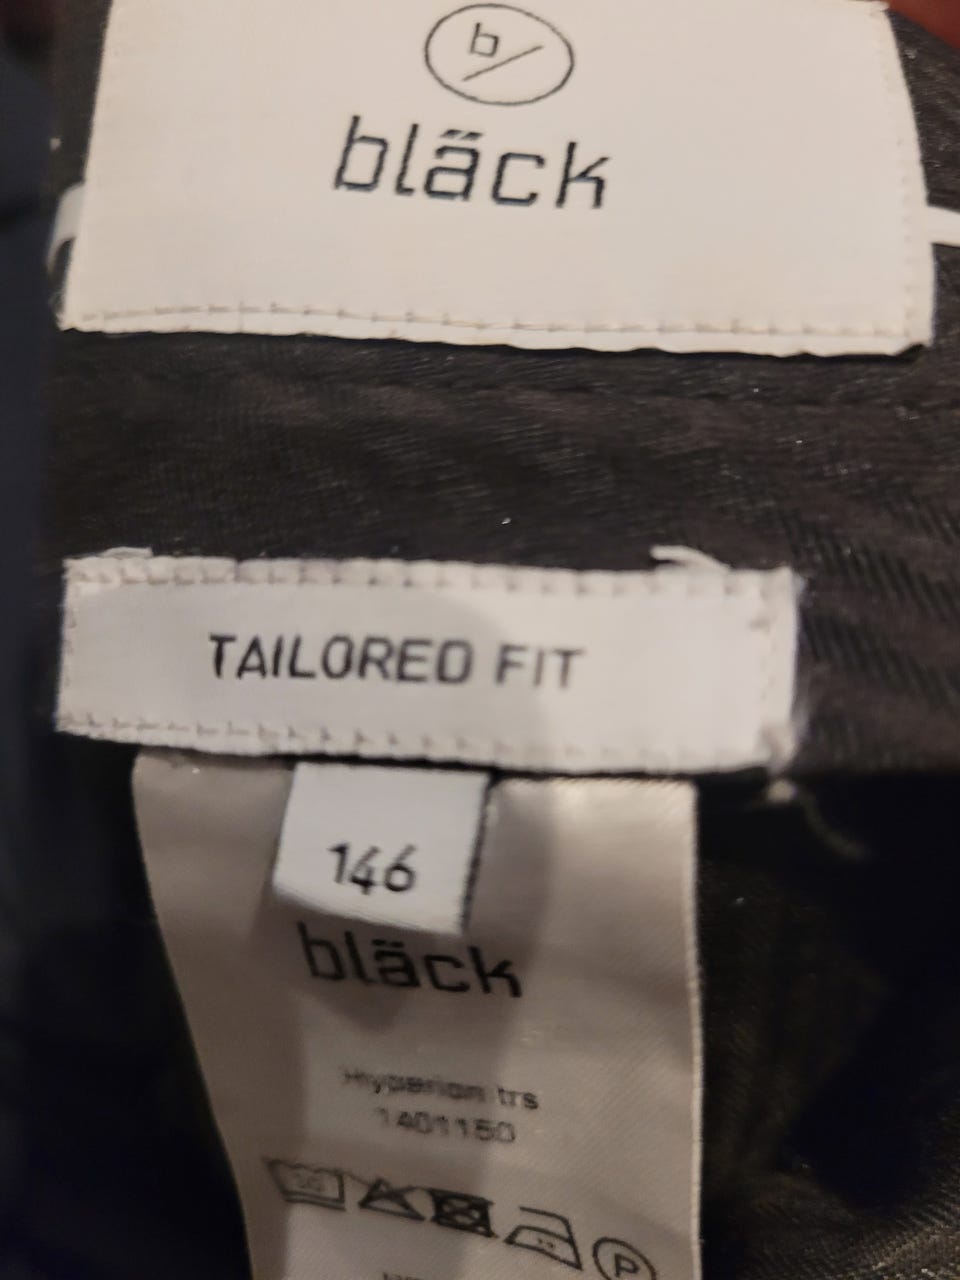 b/
bläck
TAILORED FIT
146
bläck
Hyperion trs
1401150
P